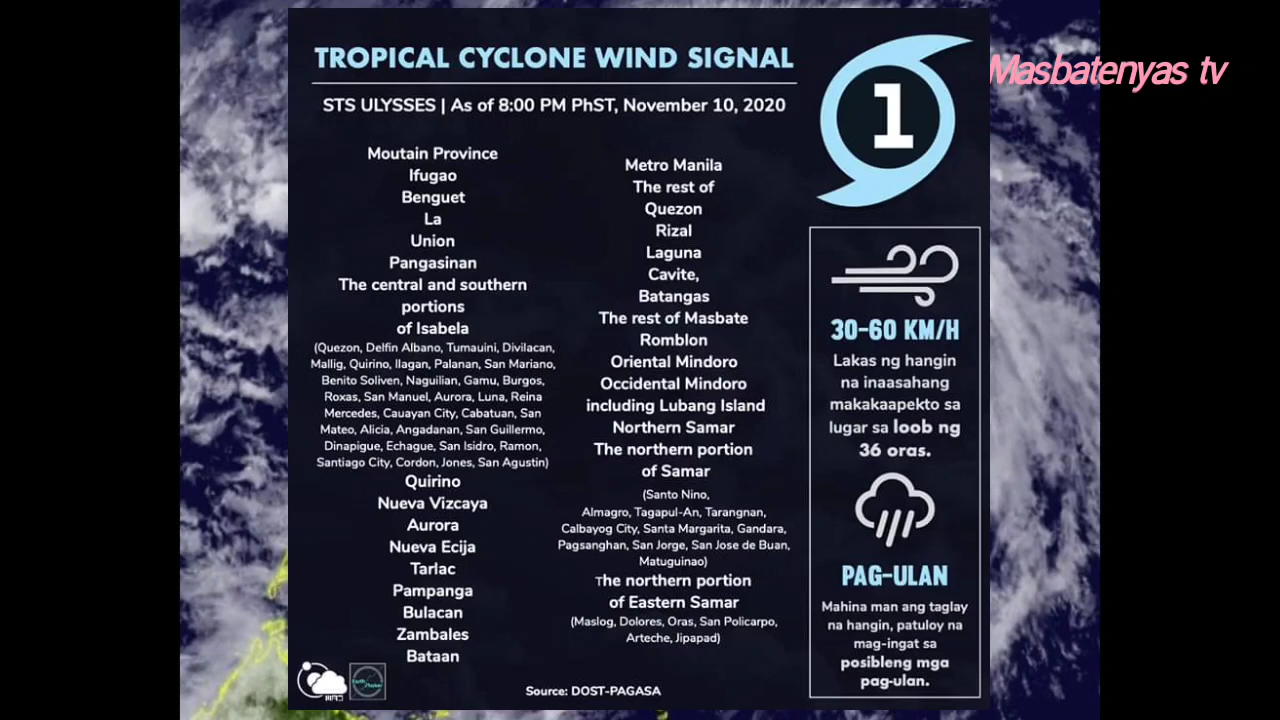 TROPICAL CYCLONE WIND SIGNAL
STS ULYSSES | As of 8:00 PM PhST, November 10, 2020
1
Masbatenyas tv
Moutain Province
Ifugao
Benguet
La
Union
Pangasinan
The central and southern
portions
of Isabela
(Quezon, Delfin Albano, Tumauini, Divilacan,
Mallig, Quirino, Ilagan, Palanan, San Mariano,
Benito Soliven, Naguilian, Gamu, Burgos,
Roxas, San Manuel, Aurora, Luna, Reina
Mercedes, Cauayan City, Cabatuan, San
Mateo, Alicia, Angadanan, San Guillermo,
Dinapigue, Echague, San Isidro, Ramon,
Santiago City, Cordon, Jones, San Agustin)
Quirino
Nueva Vizcaya
Aurora
Nueva Ecija
Tarlac
Pampanga
Bulacan
Zambales
Bataan
Metro Manila
The rest of
Quezon
Rizal
Laguna
Cavite,
Batangas
The rest of Masbate
Romblon
Oriental Mindoro
Occidental Mindoro
including Lubang Island
Northern Samar
The northern portion
of Samar
(Santo Nino,
Almagro, Tagapul-An, Tarangnan,
Calbayog City, Santa Margarita, Gandara,
Pagsanghan, San Jorge, San Jose de Buan,
Matuguinao)
The northern portion
of Eastern Samar
(Maslog, Dolores, Oras, San Policarpo,
Arteche, Jipapad)
30-60 KM/H
Lakas ng hangin
na inaasahang
makakaapekto sa
lugar sa loob ng
36 oras.
PAG-ULAN
Mahina man ang taglay
na hangin, patuloy na
mag-ingat sa
posibleng mga
pag-ulan.
Source: DOST-PAGASA
Earth Shaker